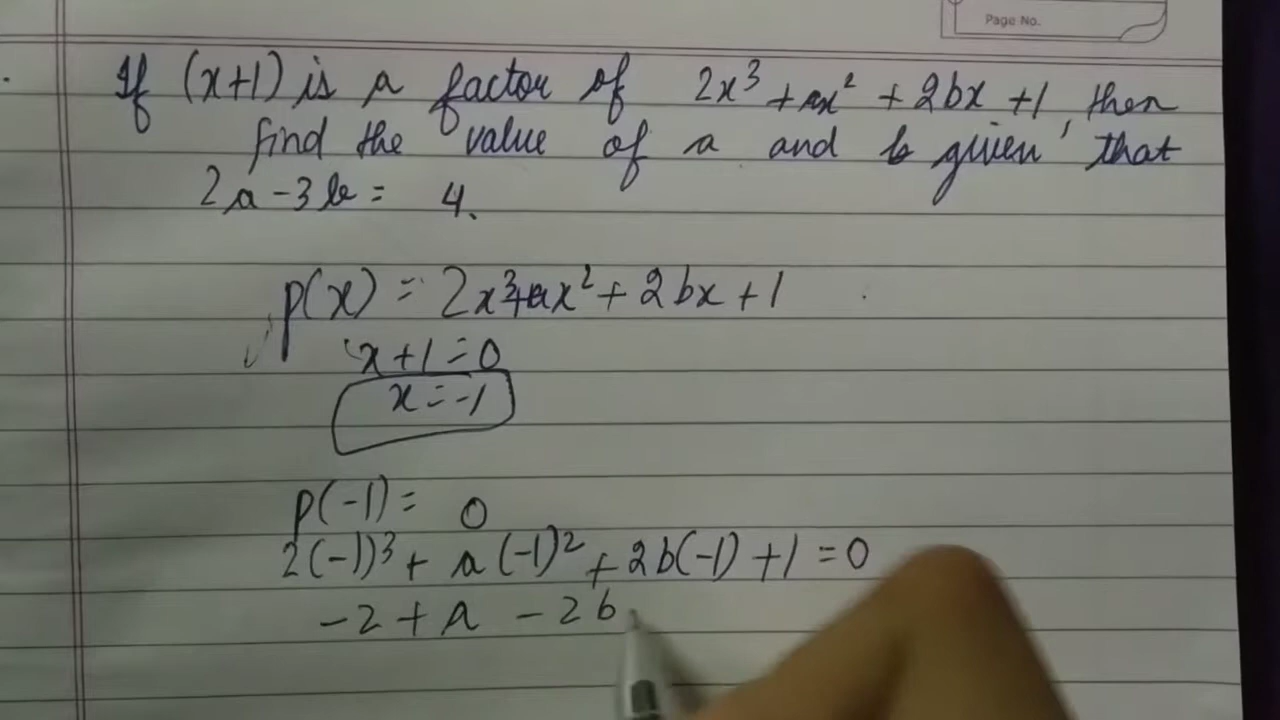 Page No.
If (x+1) is a factor of 2x³ + ax² + 2bx + 1, then
find the value of a and b given that
2a - 3b = 4.
p(x) = 2x³+ax² + 2bx + 1
x + 1 = 0
x = -1
p(-1) = 0
2(-1)³ + a(-1)² + 2b(-1) + 1 = 0
-2 + a - 2b